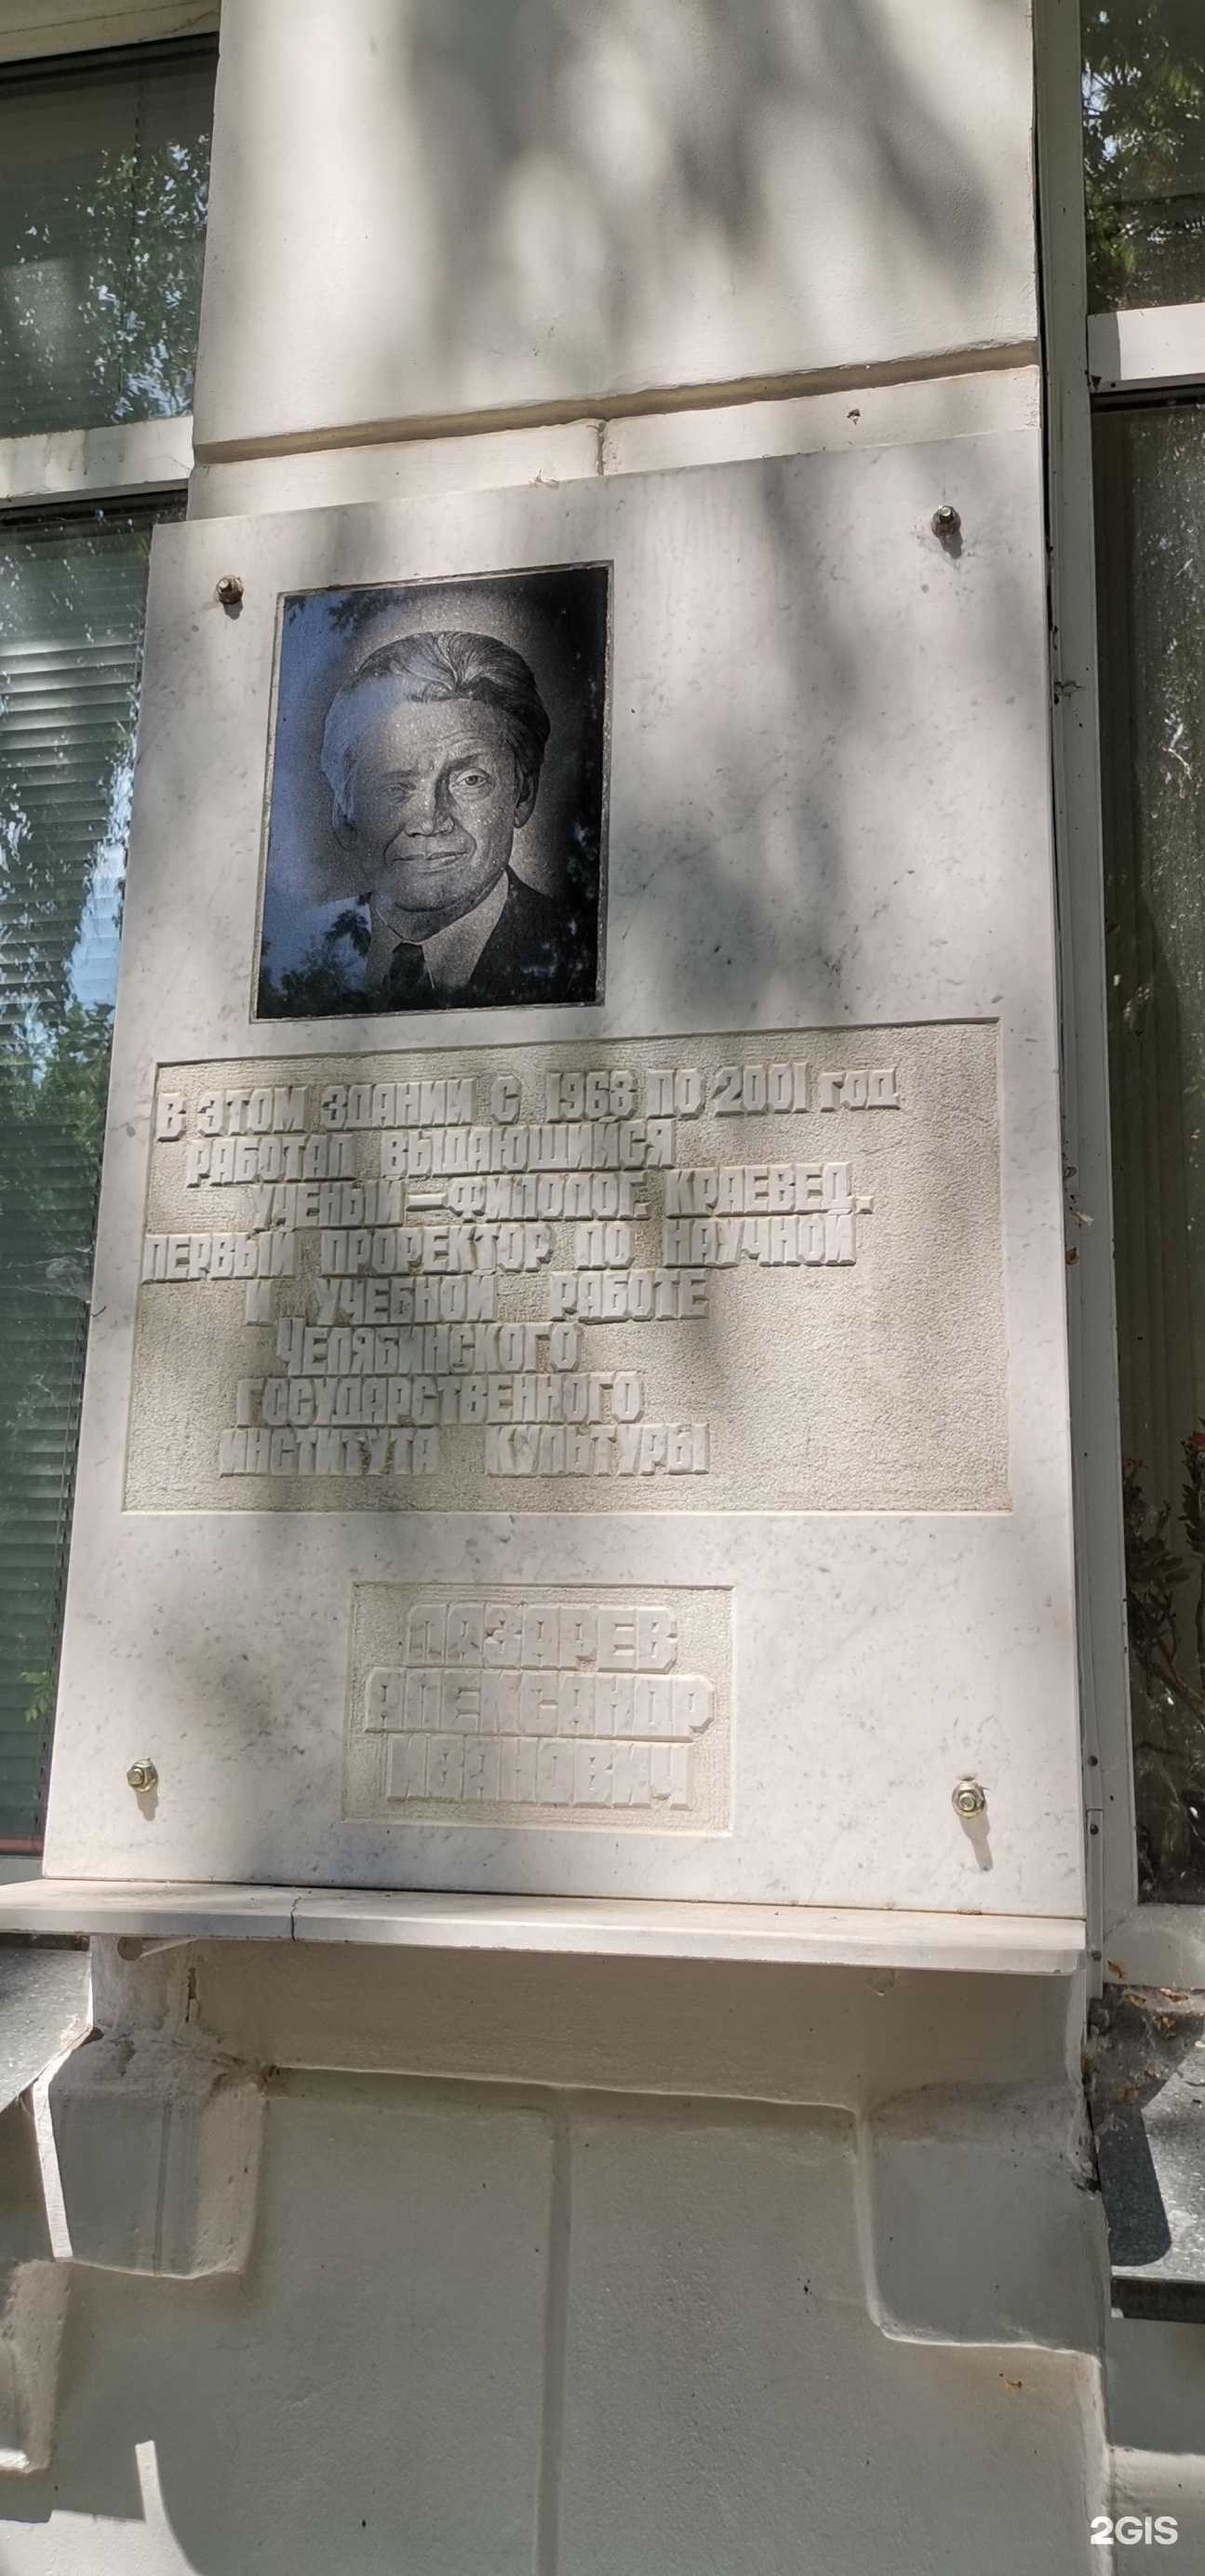 В ЭТОМ ЗДАНИИ С 1968 ПО 2001 ГОД
РАБОТАЛ ВЫДАЮЩИЙСЯ
УЧЕНЫЙ—ФИЛОЛОГ, КРАЕВЕД,
ПЕРВЫЙ ПРОРЕКТОР ПО НАУЧНОЙ
И УЧЕБНОЙ РАБОТЕ
ЧЕЛЯБИНСКОГО
ГОСУДАРСТВЕННОГО
ИНСТИТУТА КУЛЬТУРЫ
ЛАЗАРЕВ
АЛЕКСАНДР
ИВАНОВИЧ
2GIS